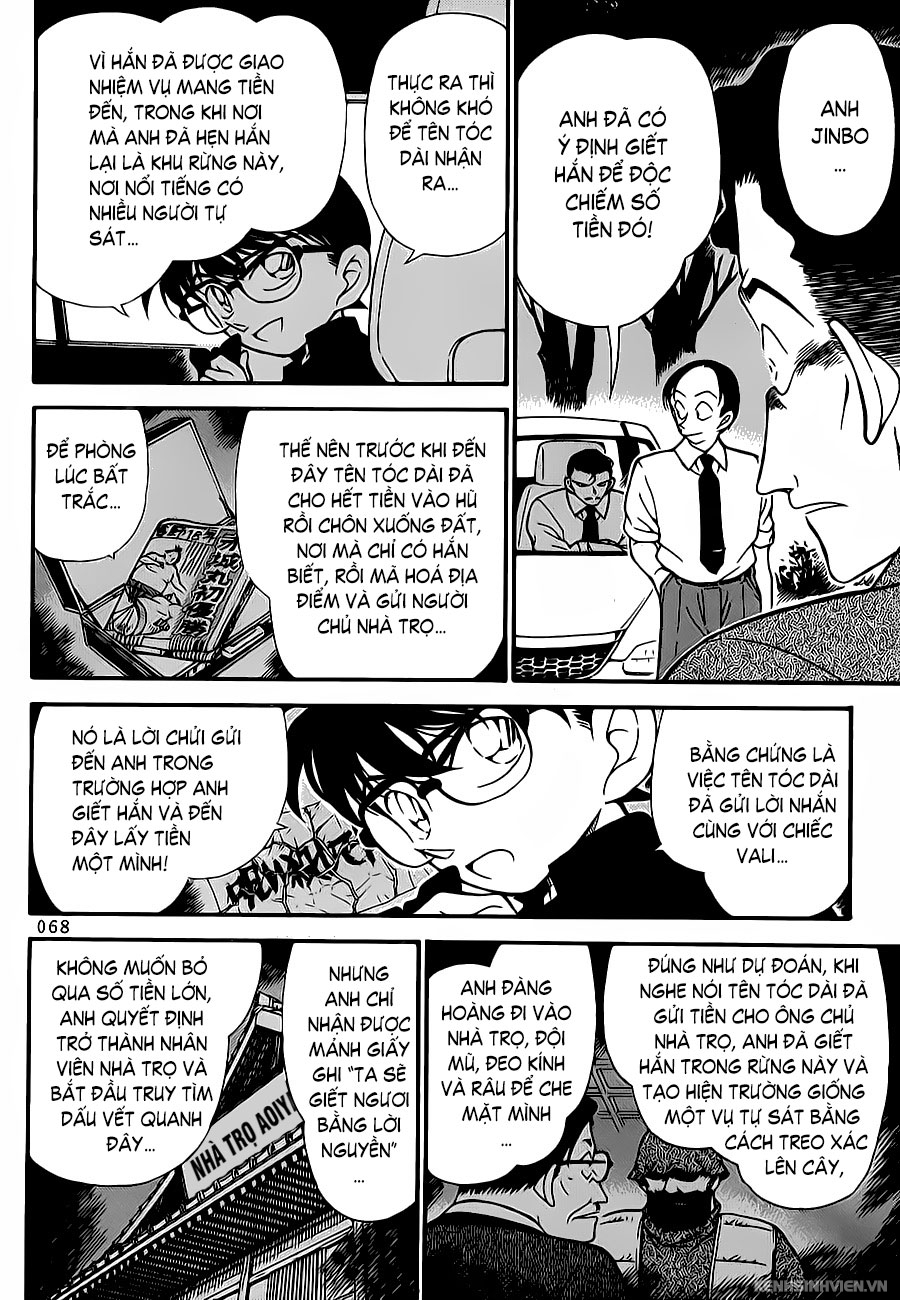 ANH
JINBO
...
ANH ĐÃ CÓ
Ý ĐỊNH GIẾT
HẮN ĐỂ ĐỘC
CHIẾM SỐ
TIỀN ĐÓ!
THỰC RA THÌ
KHÔNG KHÓ
ĐỂ TÊN TÓC
DÀI NHẬN
RA...
VÌ HẮN ĐÃ ĐƯỢC GIAO
NHIỆM VỤ MANG TIỀN
ĐẾN, TRONG KHI NƠI
MÀ ANH ĐÃ HẸN HẮN
LẠI LÀ KHU RỪNG NÀY,
NƠI NỔI TIẾNG CÓ
NHIỀU NGƯỜI TỰ
SÁT...
THẾ NÊN TRƯỚC KHI ĐẾN
ĐÂY TÊN TÓC DÀI ĐÃ
CHO HẾT TIỀN VÀO HŨ
RỒI CHÔN XUỐNG ĐẤT,
NƠI MÀ CHỈ CÓ HẮN
BIẾT, RỒI MÃ HOÁ ĐỊA
ĐIỂM VÀ GỬI NGƯỜI
CHỦ NHÀ TRỌ...
ĐỂ PHÒNG
LÚC BẤT
TRẮC...
城丸初優勝
BẰNG CHỨNG LÀ
VIỆC TÊN TÓC DÀI
ĐÃ GỬI LỜI NHẮN
CÙNG VỚI CHIẾC
VALI...
NÓ LÀ LỜI CHỬI GỬI
ĐẾN ANH TRONG
TRƯỜNG HỢP ANH
GIẾT HẮN VÀ ĐẾN
ĐÂY LẤY TIỀN
MỘT MÌNH!
068
ĐÚNG NHƯ DỰ ĐOÁN, KHI
NGHE NÓI TÊN TÓC DÀI ĐÃ
GỬI TIỀN CHO ÔNG CHỦ
NHÀ TRỌ, ANH ĐÃ GIẾT
HẮN TRONG RỪNG NÀY VÀ
TẠO HIỆN TRƯỜNG GIỐNG
MỘT VỤ TỰ SÁT BẰNG
CÁCH TREO XÁC
LÊN CÂY,
ANH ĐÀNG
HOÀNG ĐI VÀO
NHÀ TRỌ, ĐỘI
MŨ, ĐEO KÍNH
VÀ RÂU ĐỂ CHE
MẶT MÌNH
...
NHƯNG
ANH CHỈ
NHẬN ĐƯỢC
MẢNH GIẤY
GHI "TA SẼ
GIẾT NGƯƠI
BẰNG LỜI
NGUYỀN"
...
KHÔNG MUỐN BỎ
QUA SỐ TIỀN LỚN,
ANH QUYẾT ĐỊNH
TRỞ THÀNH NHÂN
VIÊN NHÀ TRỌ VÀ
BẮT ĐẦU TRUY TÌM
DẤU VẾT QUANH
ĐÂY...
NHÀ TRỌ AOIYA
KENHSINHVIEN.VN